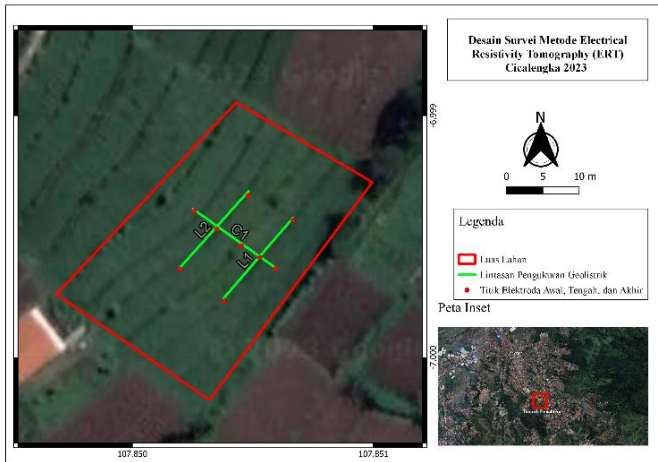 Desain Survei Metode Electrical
Resistivity Tomography (ERT)
Cicalengka 2023
N
0 5 10 m
Legenda
Luas Lahan
Lintasan Pengukuran Geolistrik
Titik Elektroda Awal, Tengah, dan Akhir
Peta Inset
L2
C1
L1
-6.999
-7.000
107.850
107.851